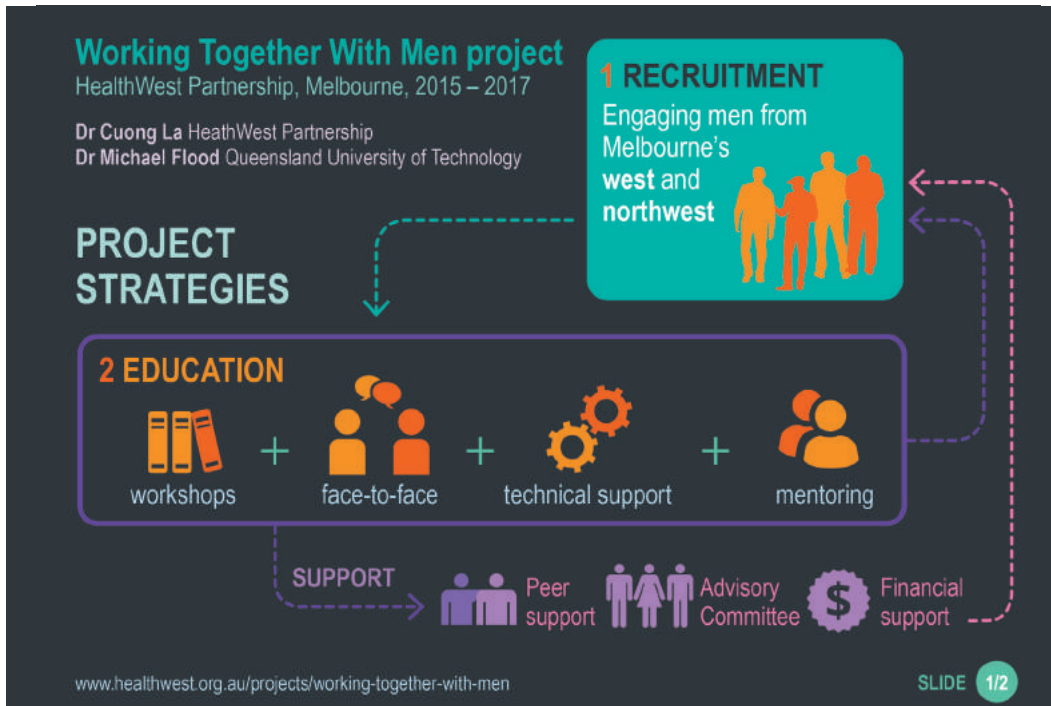 Working Together With Men project
HealthWest Partnership, Melbourne, 2015 – 2017
Dr Cuong La HeathWest Partnership
Dr Michael Flood Queensland University of Technology
PROJECT
STRATEGIES
1 RECRUITMENT
Engaging men from
Melbourne's
west and
northwest
2 EDUCATION
workshops
+
face-to-face
+
technical support
+
mentoring
SUPPORT
Peer
support
Advisory
Committee
$
Financial
support
www.healthwest.org.au/projects/working-together-with-men
SLIDE 1/2